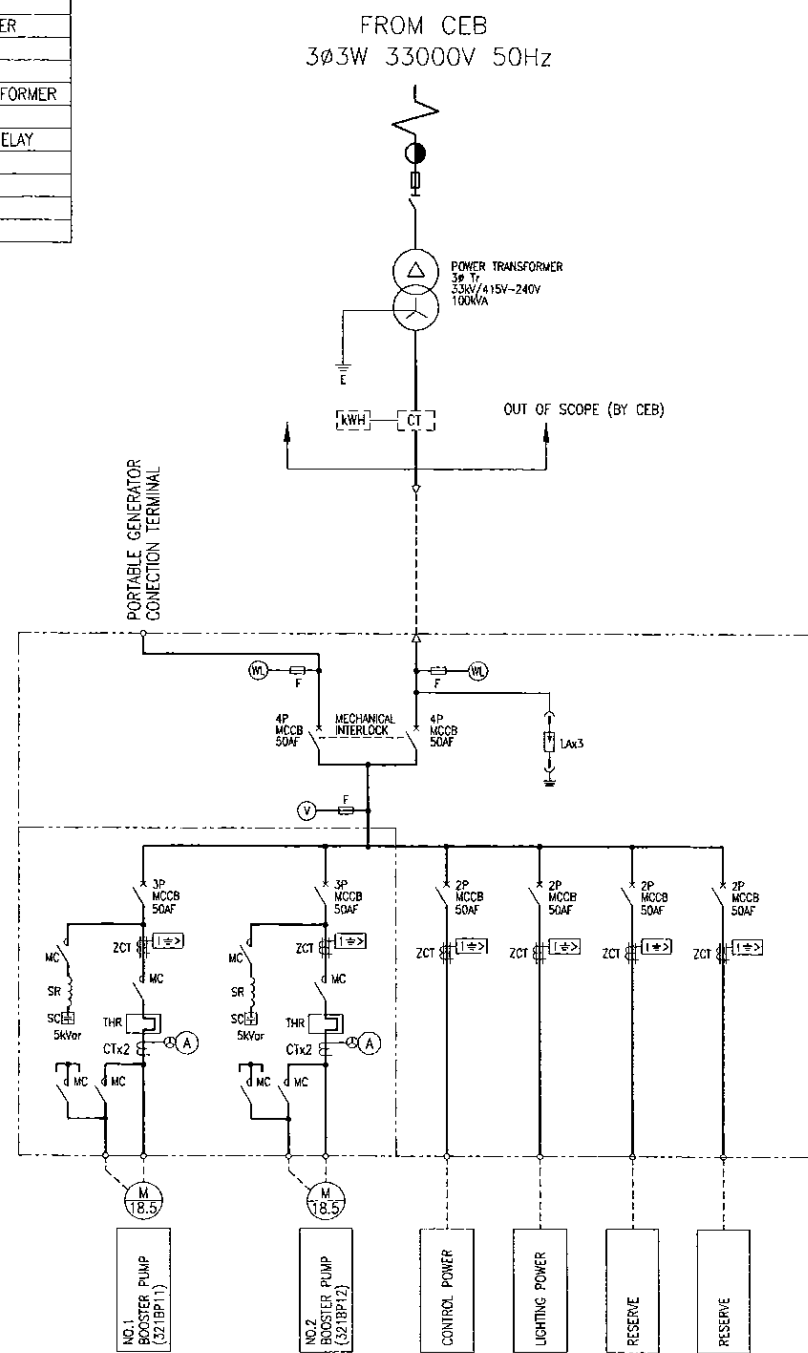 ER
FORMER
ELAY
FROM CEB
3ø3W 33000V 50Hz
POWER TRANSFORMER
3ø Tr
33kV/415V-240V
100kVA
E
kWH
CT
OUT OF SCOPE (BY CEB)
PORTABLE GENERATOR
CONECTION TERMINAL
WL
F
F
WL
4P
MCCB
50AF
MECHANICAL
INTERLOCK
4P
MCCB
50AF
LAx3
V
F
3P
MCCB
50AF
3P
MCCB
50AF
2P
MCCB
50AF
2P
MCCB
50AF
2P
MCCB
50AF
2P
MCCB
50AF
MC
ZCT
I >
MC
ZCT
I >
ZCT
I >
ZCT
I >
ZCT
I >
ZCT
I >
SR
MC
SR
MC
SC
5kVar
THR
SC
5kVar
THR
CTx2
A
CTx2
A
MC
MC
MC
MC
M
18.5
M
18.5
NO.1
BOOSTER PUMP
(321BP11)
NO.2
BOOSTER PUMP
(321BP12)
CONTROL POWER
LIGHTING POWER
RESERVE
RESERVE